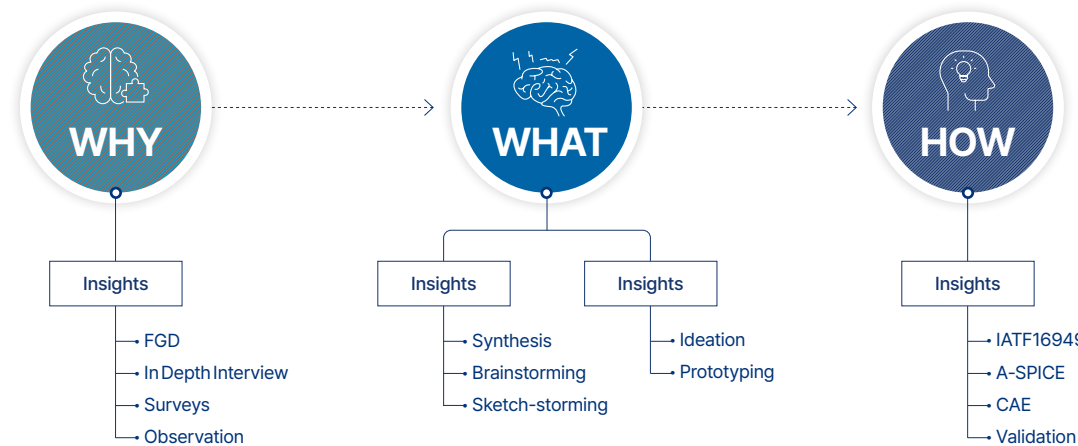 WHY
WHAT
HOW
Insights
Insights
Insights
Insights
FGD
In Depth Interview
Surveys
Observation
Synthesis
Brainstorming
Sketch-storming
Ideation
Prototyping
IATF16949
A-SPICE
CAE
Validation